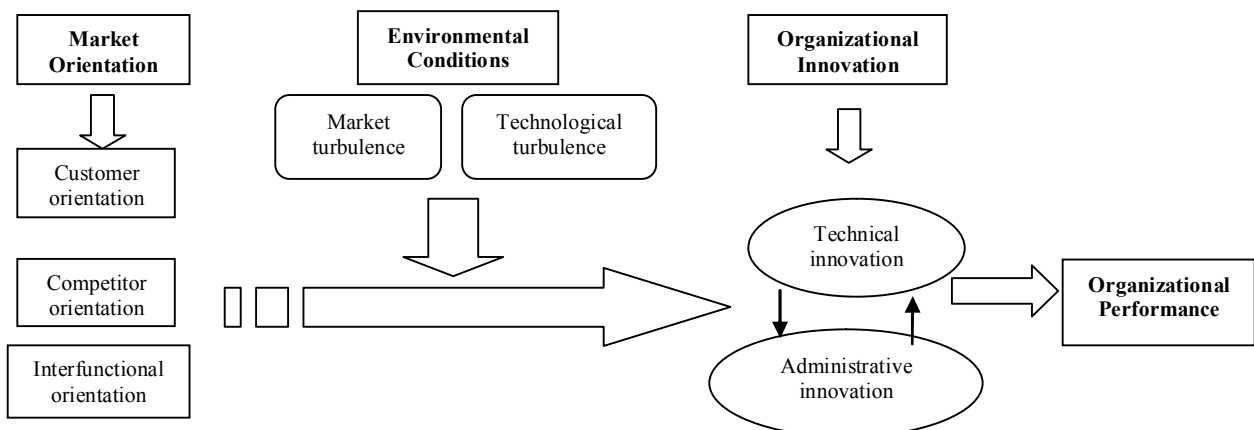 Market
Orientation
Environmental
Conditions
Organizational
Innovation
Market
turbulence
Technological
turbulence
Customer
orientation
Technical
innovation
Competitor
orientation
Organizational
Performance
Interfunctional
orientation
Administrative
innovation